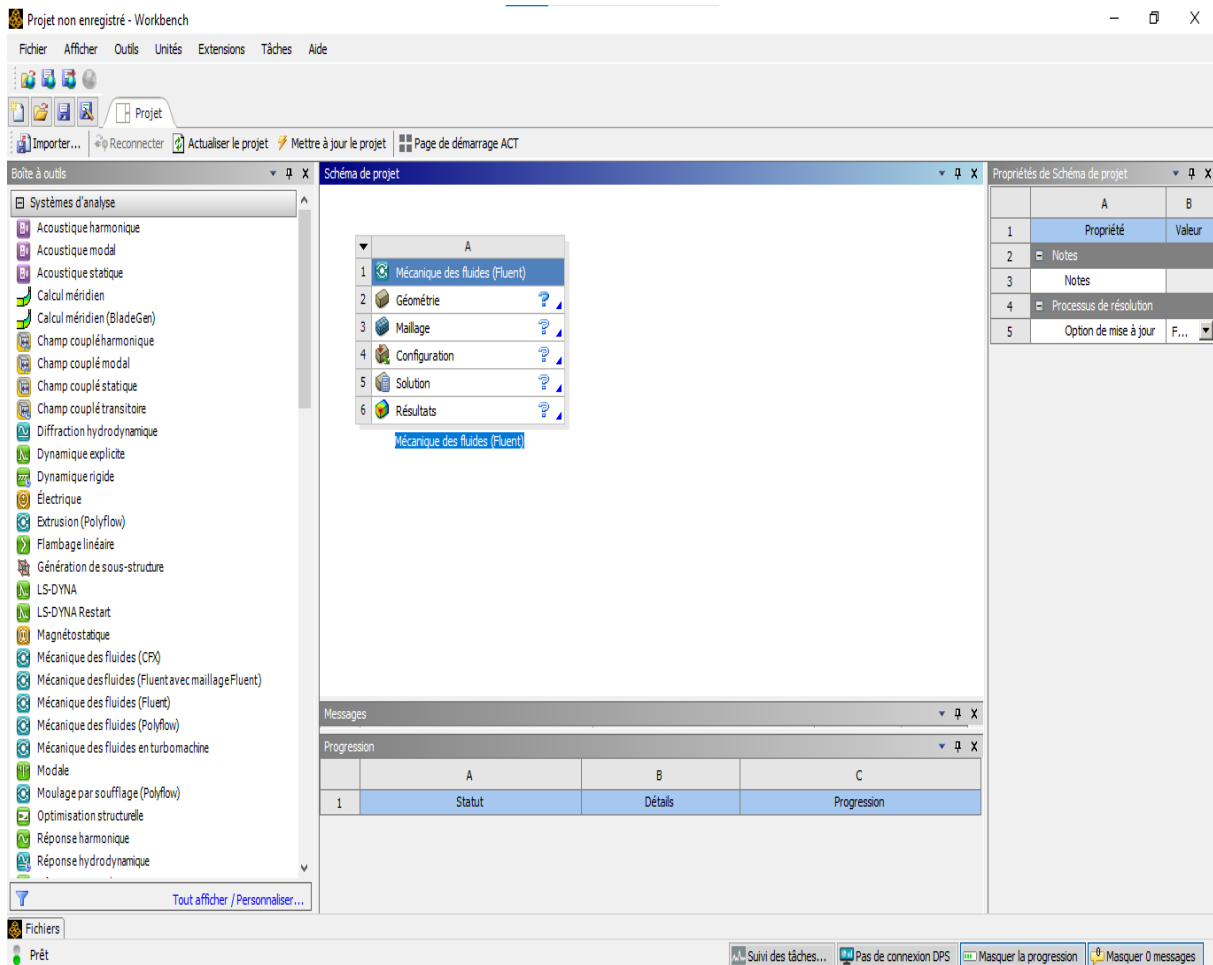 Projet non enregistré - Workbench
Fichier Afficher Outils Unités Extensions Tâches Aide
Projet
Importer... Reconnecter Actualiser le projet Mettre à jour le projet Page de démarrage ACT
Boîte à outils
Systèmes d'analyse
Acoustique harmonique
Acoustique modal
Acoustique statique
Calcul méridien
Calcul méridien (BladeGen)
Champ couplé harmonique
Champ couplé modal
Champ couplé statique
Champ couplé transitoire
Diffraction hydrodynamique
Dynamique explicite
Dynamique rigide
Électrique
Extrusion (Polyflow)
Flambage linéaire
Génération de sous-structure
LS-DYNA
LS-DYNA Restart
Magnétostatique
Mécanique des fluides (CFX)
Mécanique des fluides (Fluent avec maillage Fluent)
Mécanique des fluides (Fluent)
Mécanique des fluides (Polyflow)
Mécanique des fluides en turbomachine
Modale
Moulage par soufflage (Polyflow)
Optimisation structurelle
Réponse harmonique
Réponse hydrodynamique
Tout afficher / Personnaliser...
Schéma de projet
A
1 Mécanique des fluides (Fluent)
2 Géométrie ?
3 Maillage ?
4 Configuration ?
5 Solution ?
6 Résultats ?
Mécanique des fluides (Fluent)
Messages
Progression
A B C
1 Statut Détails Progression
Propriétés de Schéma de projet
A B
1 Propriété Valeur
2 Notes
3 Notes
4 Processus de résolution
5 Option de mise à jour F...
Fichiers
Prêt
Suivi des tâches... Pas de connexion DPS Masquer la progression Masquer 0 messages